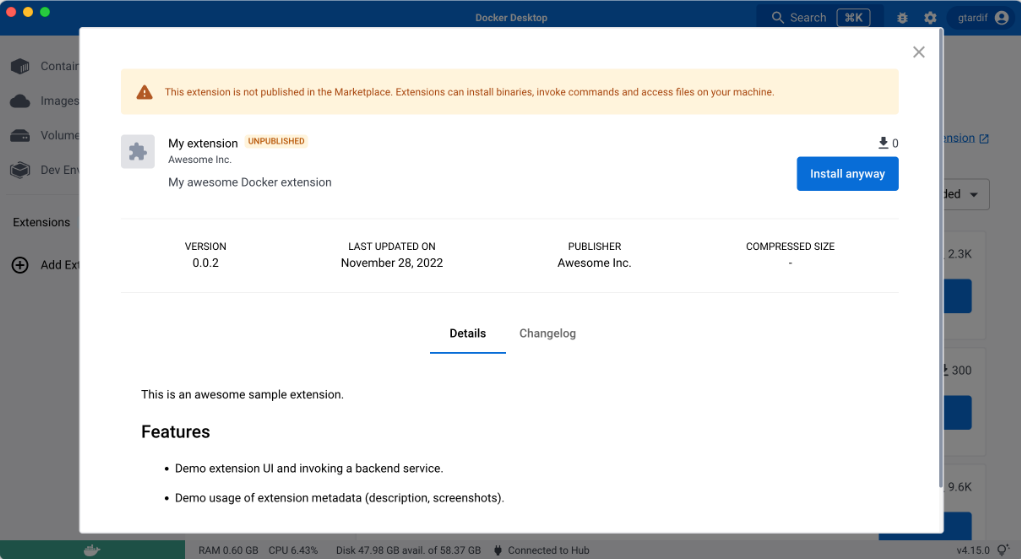 Docker Desktop
Search
⌘K
gtardif
Contain
Images
Volume
Dev Env
Extensions
Add Ext
This extension is not published in the Marketplace. Extensions can install binaries, invoke commands and access files on your machine.
My extension
UNPUBLISHED
Awesome Inc.
My awesome Docker extension
0
Install anyway
VERSION
0.0.2
LAST UPDATED ON
November 28, 2022
PUBLISHER
Awesome Inc.
COMPRESSED SIZE
-
Details
Changelog
This is an awesome sample extension.
Features
• Demo extension UI and invoking a backend service.
• Demo usage of extension metadata (description, screenshots).
ension
ded
2.3K
300
9.6K
RAM 0.60 GB
CPU 6.43%
Disk 47.98 GB avail. of 58.37 GB
Connected to Hub
v4.15.0